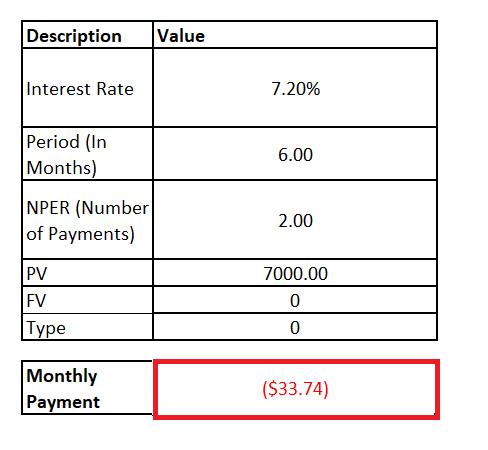 Description Value
Interest Rate 7.20%
Period (In
Months) 6.00
NPER (Number
of Payments) 2.00
PV 7000.00
FV 0
Type 0
Monthly
Payment ($33.74)